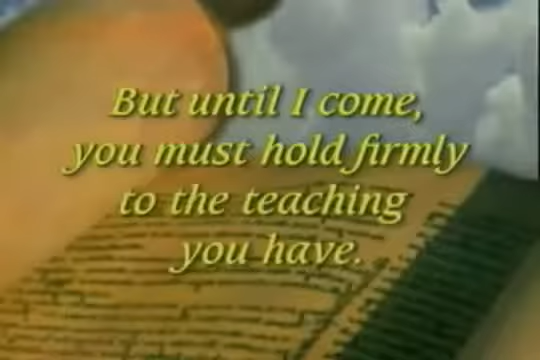 But until I come,
you must hold firmly
to the teaching
you have.